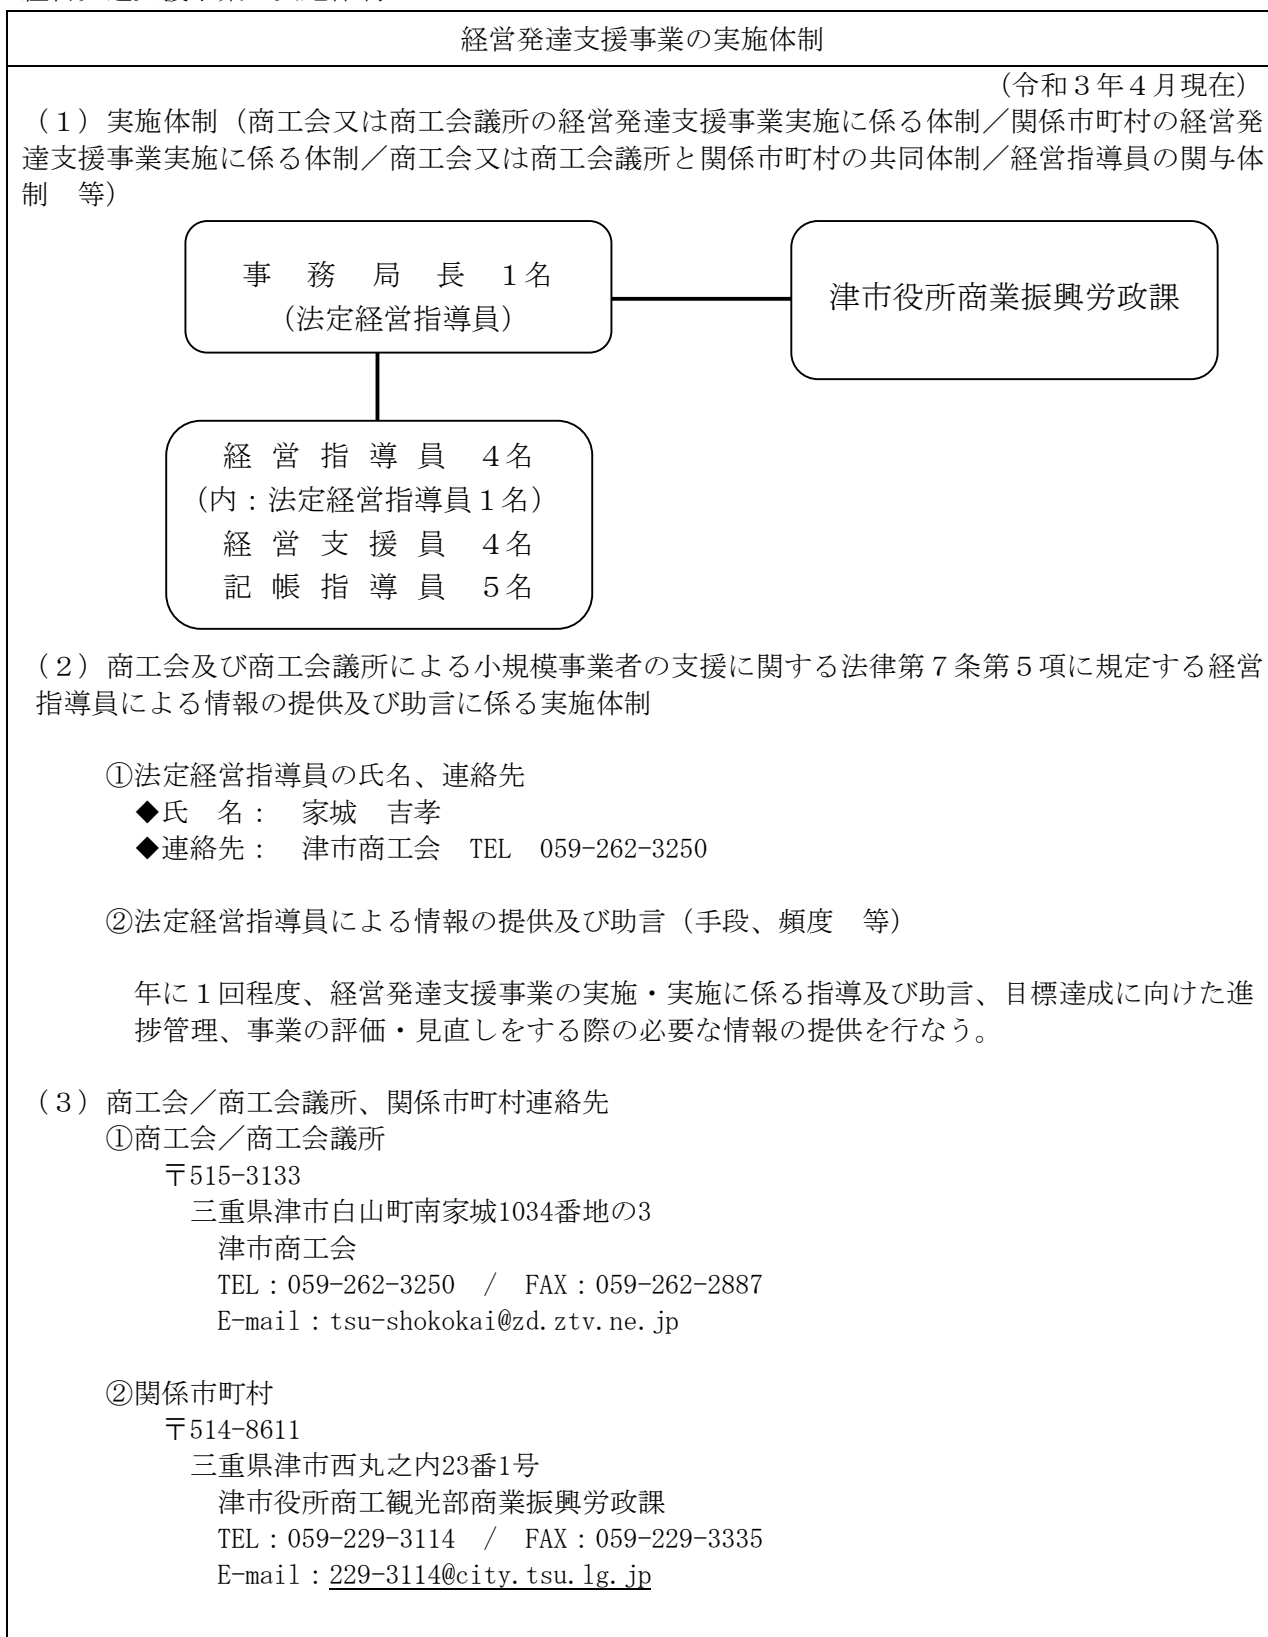 経営発達支援事業の実施体制
（令和３年４月現在）
（１）実施体制（商工会又は商工会議所の経営発達支援事業実施に係る体制／関係市町村の経営発
達支援事業実施に係る体制／商工会又は商工会議所と関係市町村の共同体制／経営指導員の関与体
制　等）
事　務　局　長　１名
（法定経営指導員）
津市役所商業振興労政課
経 営 指 導 員　４名
（内：法定経営指導員１名）
経 営 支 援 員　４名
記 帳 指 導 員　５名
（２）商工会及び商工会議所による小規模事業者の支援に関する法律第７条第５項に規定する経営
指導員による情報の提供及び助言に係る実施体制
①法定経営指導員の氏名、連絡先
◆氏　名：　家城　吉孝
◆連絡先：　津市商工会　TEL　059-262-3250
②法定経営指導員による情報の提供及び助言（手段、頻度　等）
年に１回程度、経営発達支援事業の実施・実施に係る指導及び助言、目標達成に向けた進
捗管理、事業の評価・見直しをする際の必要な情報の提供を行なう。
（３）商工会／商工会議所、関係市町村連絡先
①商工会／商工会議所
〒515-3133
三重県津市白山町南家城1034番地の3
津市商工会
TEL：059-262-3250　/　FAX：059-262-2887
E-mail：tsu-shokokai@zd.ztv.ne.jp
②関係市町村
〒514-8611
三重県津市西丸之内23番1号
津市役所商工観光部商業振興労政課
TEL：059-229-3114　/　FAX：059-229-3335
E-mail：229-3114@city.tsu.lg.jp